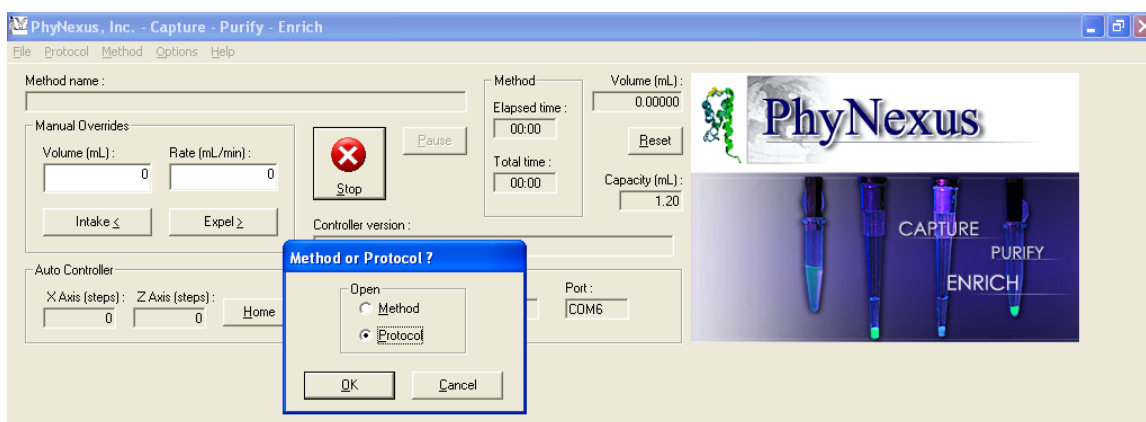 PhyNexus, Inc. - Capture - Purify - Enrich
File Protocol Method Options Help
Method name :
Manual Overrides
Volume (mL) : Rate (mL/min) :
0 0
Intake < Expel >
Stop
Pause
Method
Elapsed time :
00:00
Total time :
00:00
Volume (mL) :
0.00000
Reset
Capacity (mL) :
1.20
Controller version :
Auto Controller
X Axis (steps) : Z Axis (steps) :
0 0
Home
Port :
COM6
Method or Protocol ?
Open
Method
Protocol
OK Cancel
PhyNexus
CAPTURE
PURIFY
ENRICH